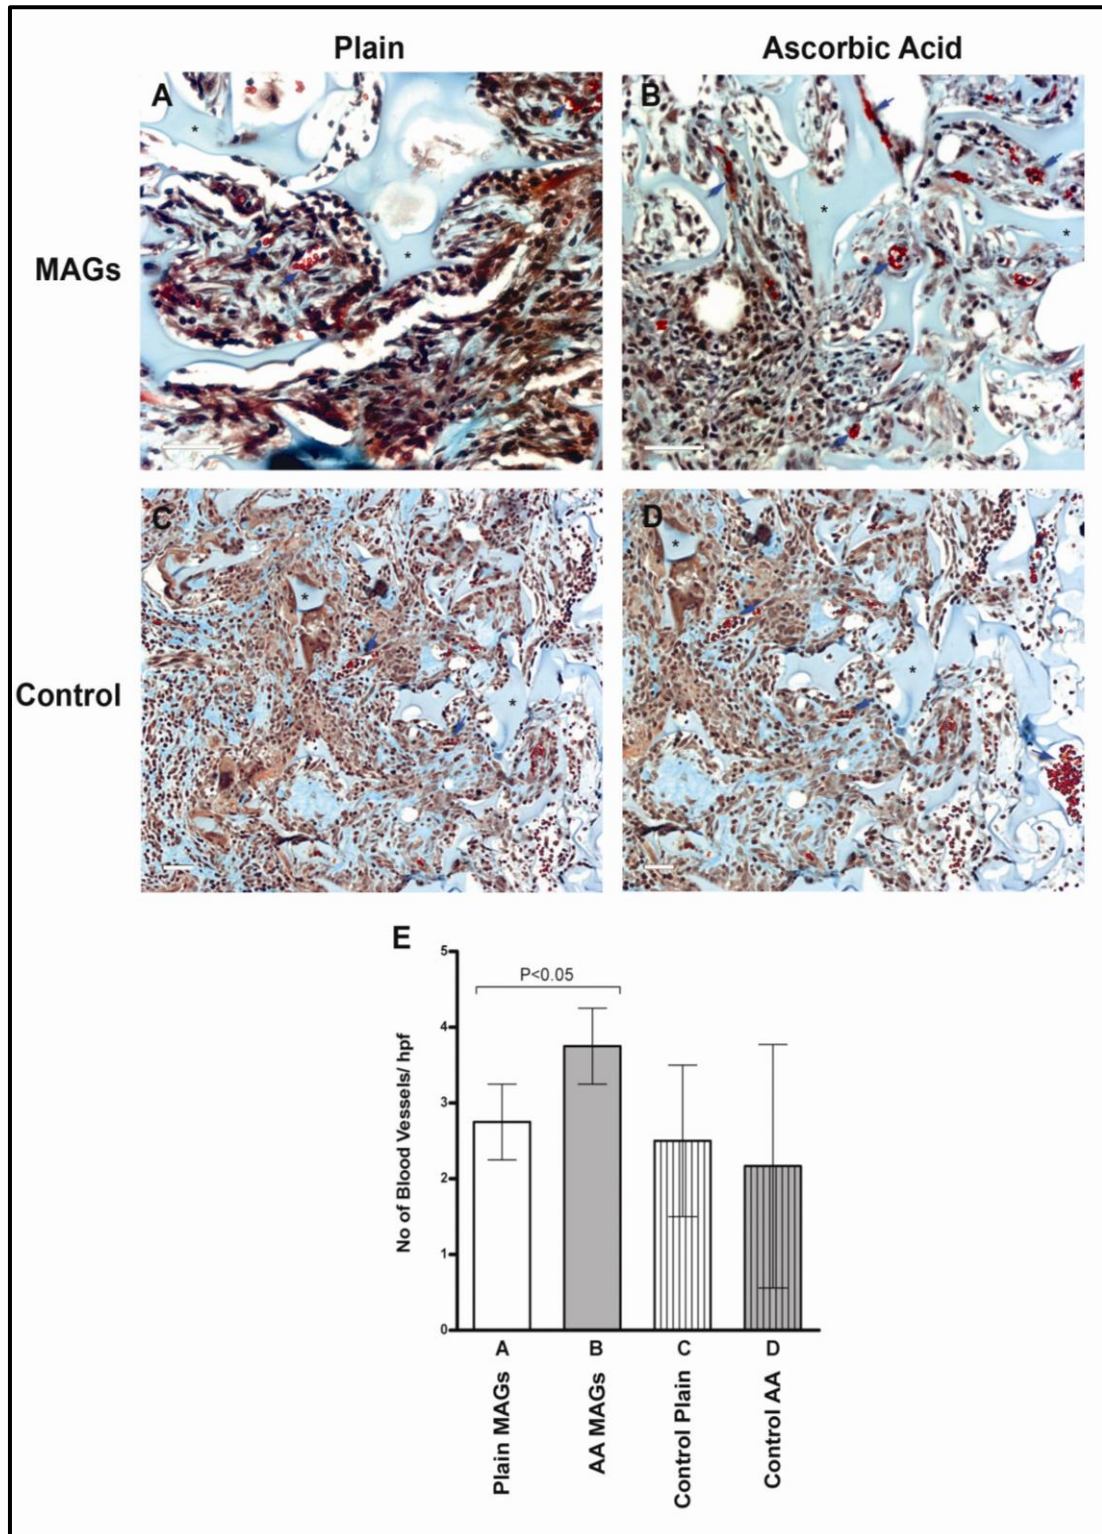 Plain Ascorbic Acid
A B
MAGs
* * * * *
C D
Control
* * * *
E
5
P<0.05
4
3
2
1
0
No of Blood Vessels/ hpf
A B C D
Plain MAGs
AA MAGs
Control Plain
Control AA